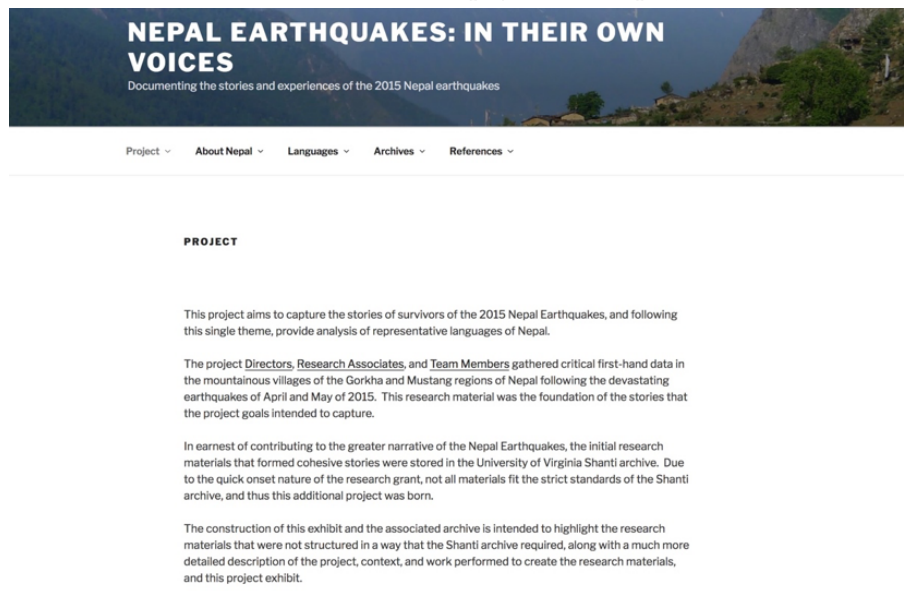 NEPAL EARTHQUAKES: IN THEIR OWN
VOICES
Documenting the stories and experiences of the 2015 Nepal earthquakes
Project
About Nepal
Languages
Archives
References
PROJECT
This project aims to capture the stories of survivors of the 2015 Nepal Earthquakes, and following
this single theme, provide analysis of representative languages of Nepal.
The project Directors, Research Associates, and Team Members gathered critical first-hand data in
the mountainous villages of the Gorkha and Mustang regions of Nepal following the devastating
earthquakes of April and May of 2015. This research material was the foundation of the stories that
the project goals intended to capture.
In earnest of contributing to the greater narrative of the Nepal Earthquakes, the initial research
materials that formed cohesive stories were stored in the University of Virginia Shanti archive. Due
to the quick onset nature of the research grant, not all materials fit the strict standards of the Shanti
archive, and thus this additional project was born.
The construction of this exhibit and the associated archive is intended to highlight the research
materials that were not structured in a way that the Shanti archive required, along with a much more
detailed description of the project, context, and work performed to create the research materials,
and this project exhibit.